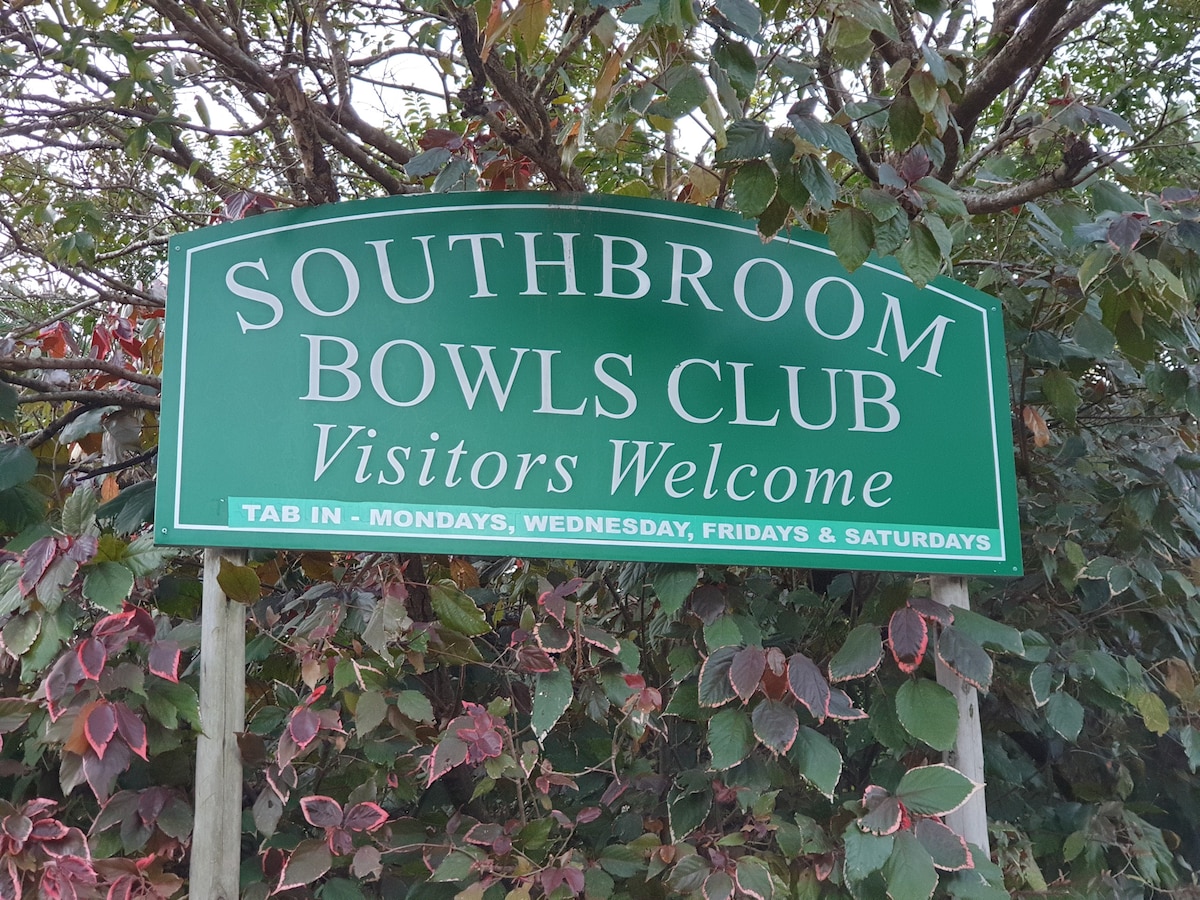 SOUTHBROOM
BOWLS CLUB
Visitors Welcome
TAB IN - MONDAYS, WEDNESDAY, FRIDAYS & SATURDAYS